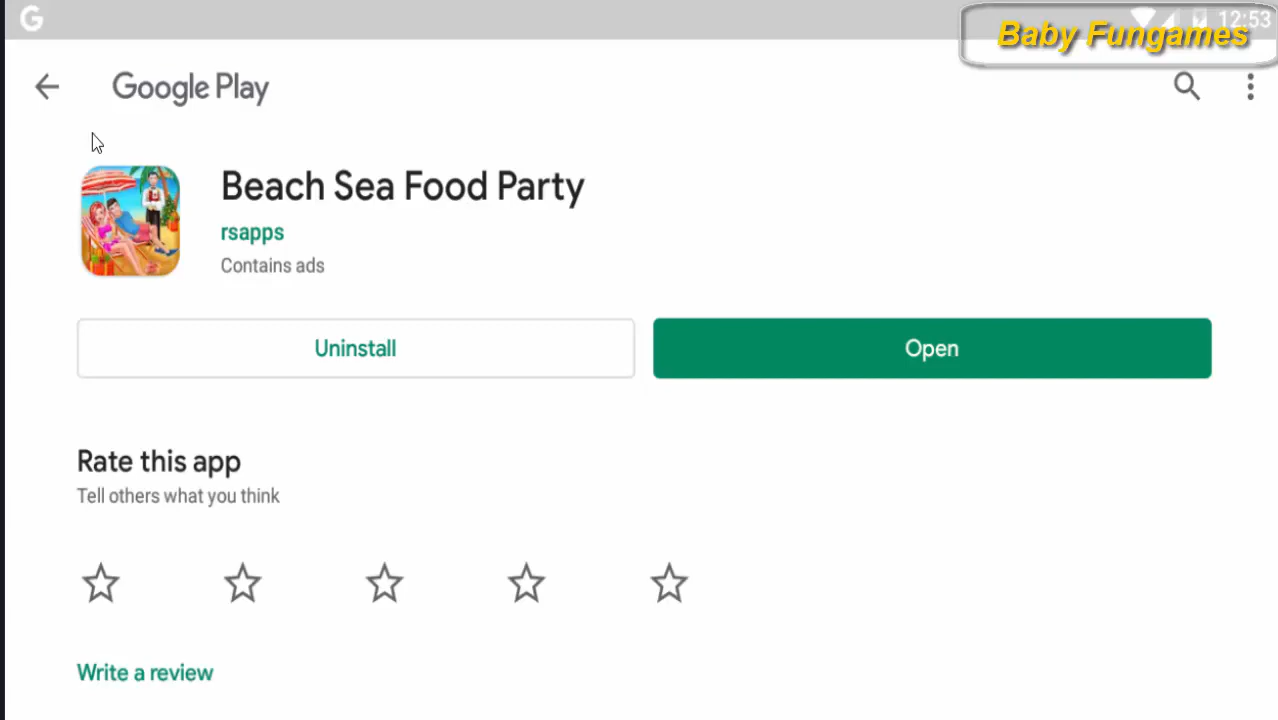 G
12:53
Baby Fungames
Google Play
Beach Sea Food Party
rsapps
Contains ads
Uninstall
Open
Rate this app
Tell others what you think
Write a review